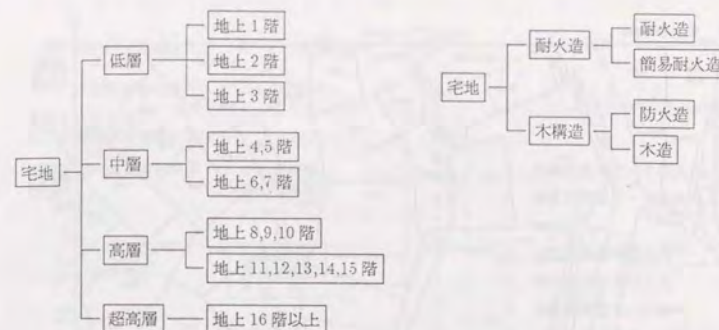 宅地
低層
地上1階
地上2階
地上3階
中層
地上4,5階
地上6,7階
高層
地上8,9,10階
地上11,12,13,14,15階
超高層
地上16階以上
宅地
耐火造
耐火造
簡易耐火造
木構造
防火造
木造